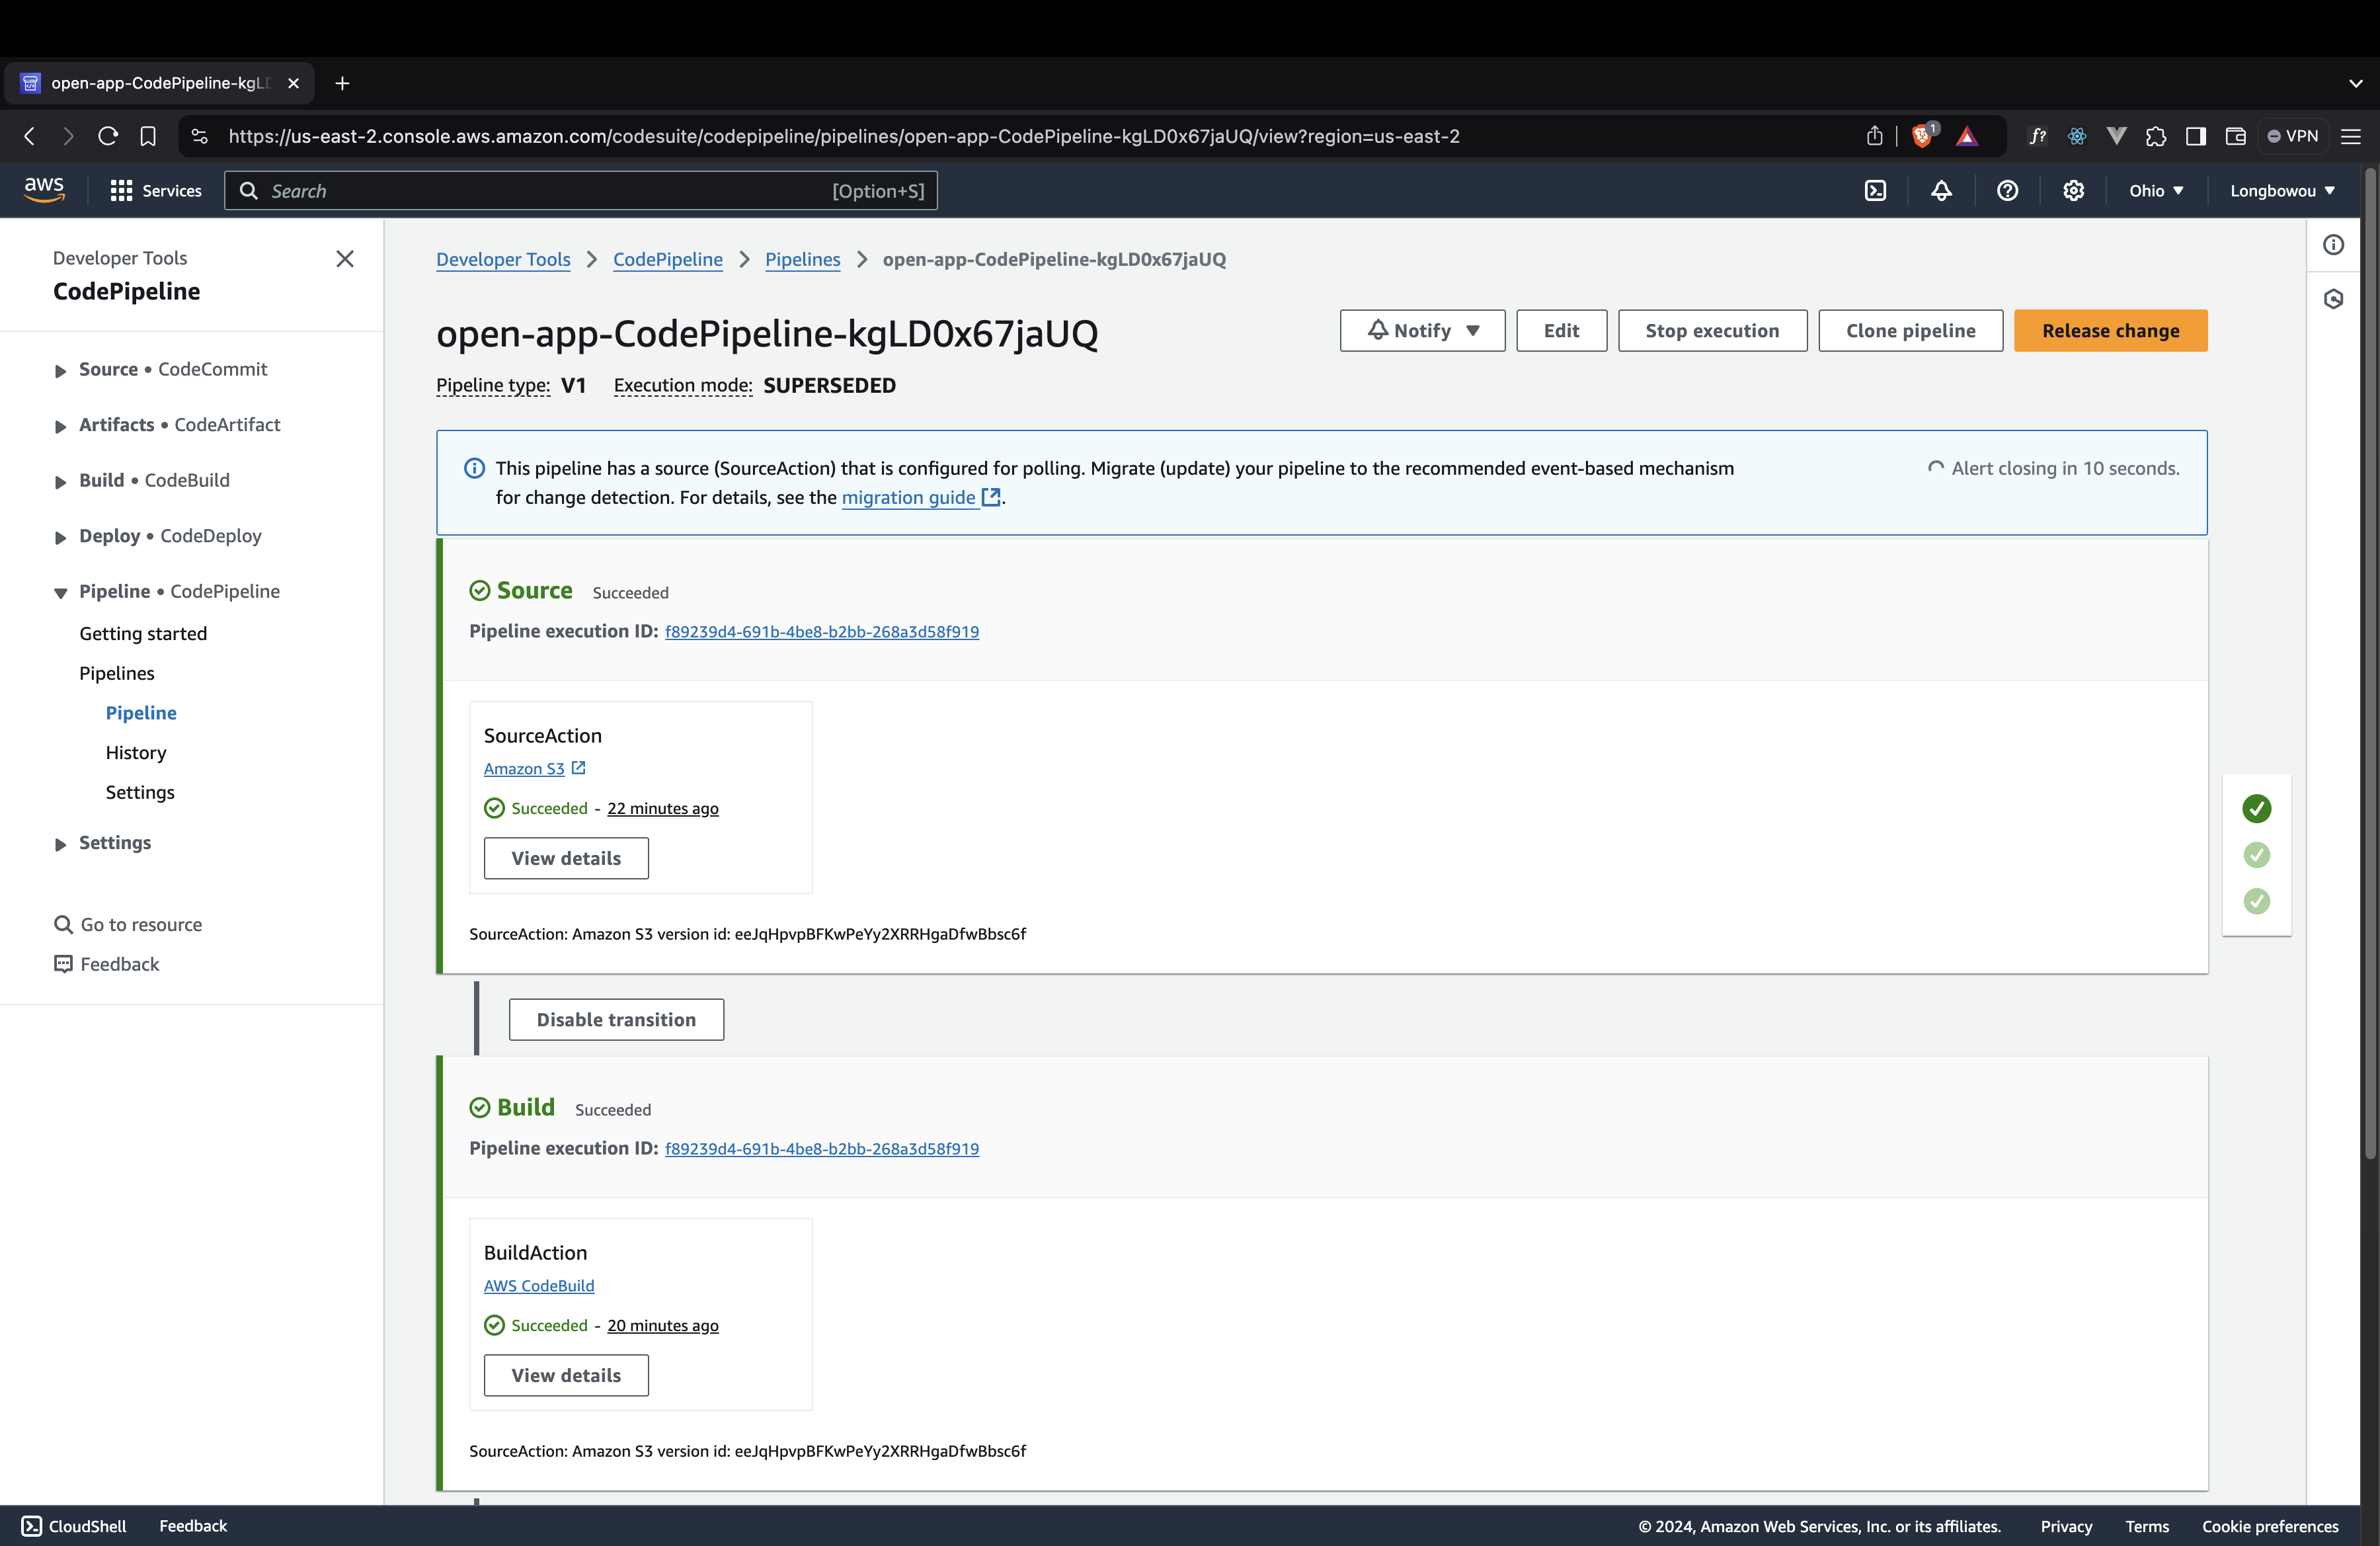 open-app-CodePipeline-kgLD
https://us-east-2.console.aws.amazon.com/codesuite/codepipeline/pipelines/open-app-CodePipeline-kgLD0x67jaUQ/view?region=us-east-2
1
f?
VPN
aws
Services
Search
[Option+S]
Ohio
Longbowou
Developer Tools
CodePipeline
Source • CodeCommit
Artifacts • CodeArtifact
Build • CodeBuild
Deploy • CodeDeploy
Pipeline • CodePipeline
Getting started
Pipelines
Pipeline
History
Settings
Settings
Go to resource
Feedback
Developer Tools
CodePipeline
Pipelines
open-app-CodePipeline-kgLD0x67jaUQ
open-app-CodePipeline-kgLD0x67jaUQ
Notify
Edit
Stop execution
Clone pipeline
Release change
Pipeline type: V1
Execution mode: SUPERSEDED
This pipeline has a source (SourceAction) that is configured for polling. Migrate (update) your pipeline to the recommended event-based mechanism
for change detection. For details, see the migration guide.
Alert closing in 10 seconds.
Source Succeeded
Pipeline execution ID: f89239d4-691b-4be8-b2bb-268a3d58f919
SourceAction
Amazon S3
Succeeded - 22 minutes ago
View details
SourceAction: Amazon S3 version id: eeJqHpvpBFKwPeYy2XRRHgaDfwBbsc6f
Disable transition
Build Succeeded
Pipeline execution ID: f89239d4-691b-4be8-b2bb-268a3d58f919
BuildAction
AWS CodeBuild
Succeeded - 20 minutes ago
View details
SourceAction: Amazon S3 version id: eeJqHpvpBFKwPeYy2XRRHgaDfwBbsc6f
CloudShell
Feedback
© 2024, Amazon Web Services, Inc. or its affiliates.
Privacy
Terms
Cookie preferences